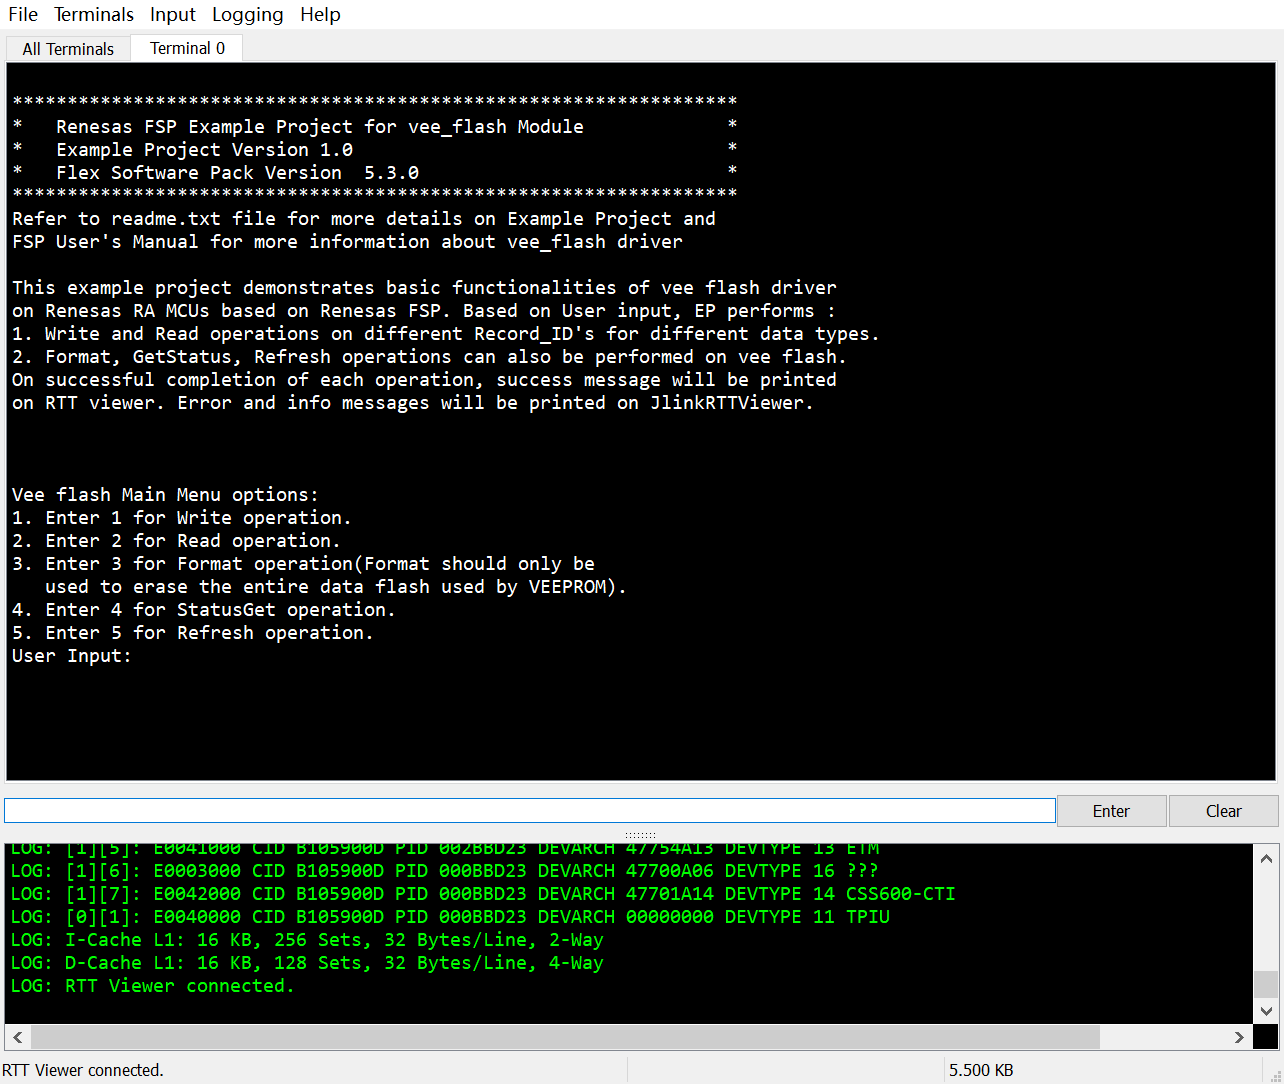 File Terminals Input Logging Help
All Terminals Terminal 0
******************************************************************
*   Renesas FSP Example Project for vee_flash Module             *
*   Example Project Version 1.0                                  *
*   Flex Software Pack Version  5.3.0                            *
******************************************************************
Refer to readme.txt file for more details on Example Project and
FSP User's Manual for more information about vee_flash driver
This example project demonstrates basic functionalities of vee flash driver
on Renesas RA MCUs based on Renesas FSP. Based on User input, EP performs :
1. Write and Read operations on different Record_ID's for different data types.
2. Format, GetStatus, Refresh operations can also be performed on vee flash.
On successful completion of each operation, success message will be printed
on RTT viewer. Error and info messages will be printed on JlinkRTTViewer.
Vee flash Main Menu options:
1. Enter 1 for Write operation.
2. Enter 2 for Read operation.
3. Enter 3 for Format operation(Format should only be
   used to erase the entire data flash used by VEEPROM).
4. Enter 4 for StatusGet operation.
5. Enter 5 for Refresh operation.
User Input:
Enter Clear
LOG: [1][5]: E0041000 CID B105900D PID 002BBD23 DEVARCH 47754A13 DEVTYPE 13 ETM
LOG: [1][6]: E0003000 CID B105900D PID 000BBD23 DEVARCH 47700A06 DEVTYPE 16 ???
LOG: [1][7]: E0042000 CID B105900D PID 000BBD23 DEVARCH 47701A14 DEVTYPE 14 CSS600-CTI
LOG: [0][1]: E0040000 CID B105900D PID 000BBD23 DEVARCH 00000000 DEVTYPE 11 TPIU
LOG: I-Cache L1: 16 KB, 256 Sets, 32 Bytes/Line, 2-Way
LOG: D-Cache L1: 16 KB, 128 Sets, 32 Bytes/Line, 4-Way
LOG: RTT Viewer connected.
RTT Viewer connected. 5.500 KB